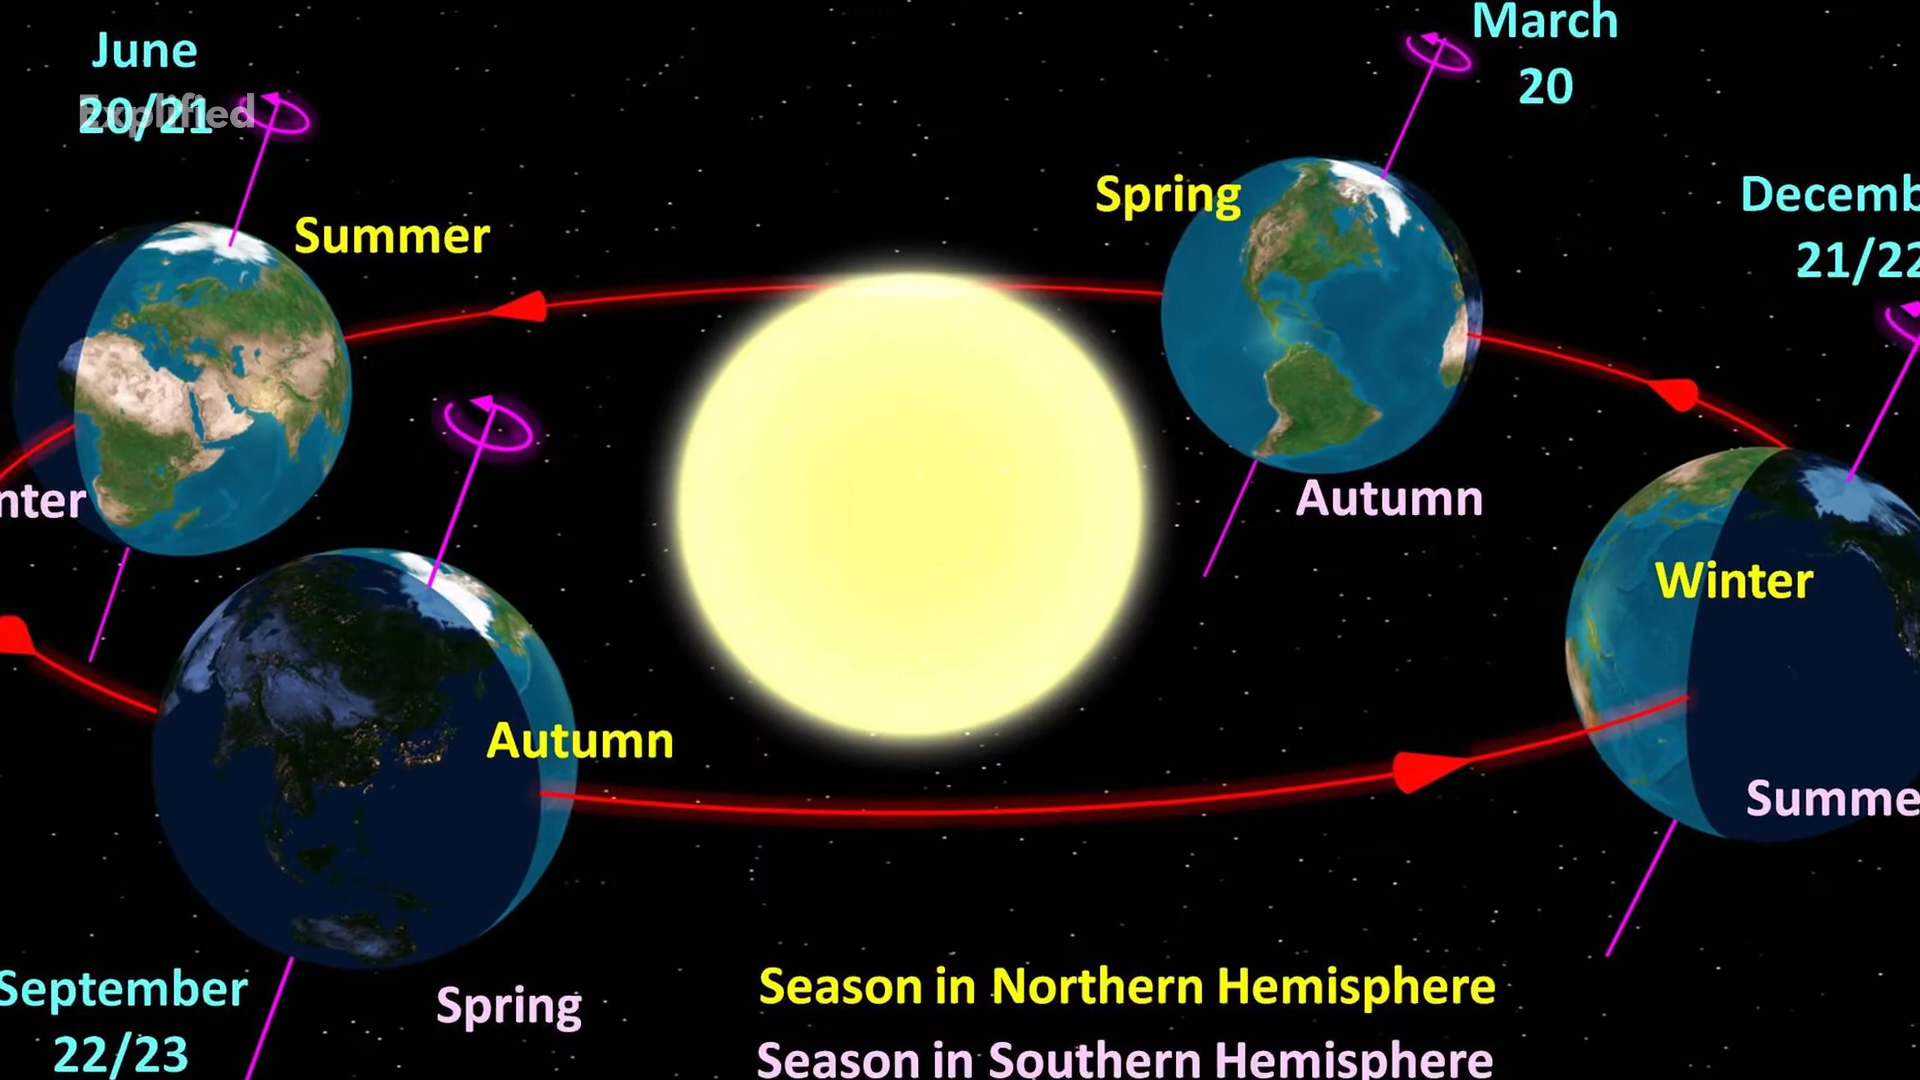 June
20/21
Explified
March
20
Spring
Decemb
21/22
Summer
nter
Autumn
Winter
Autumn
Summe
September
22/23
Spring
Season in Northern Hemisphere
Season in Southern Hemisphere